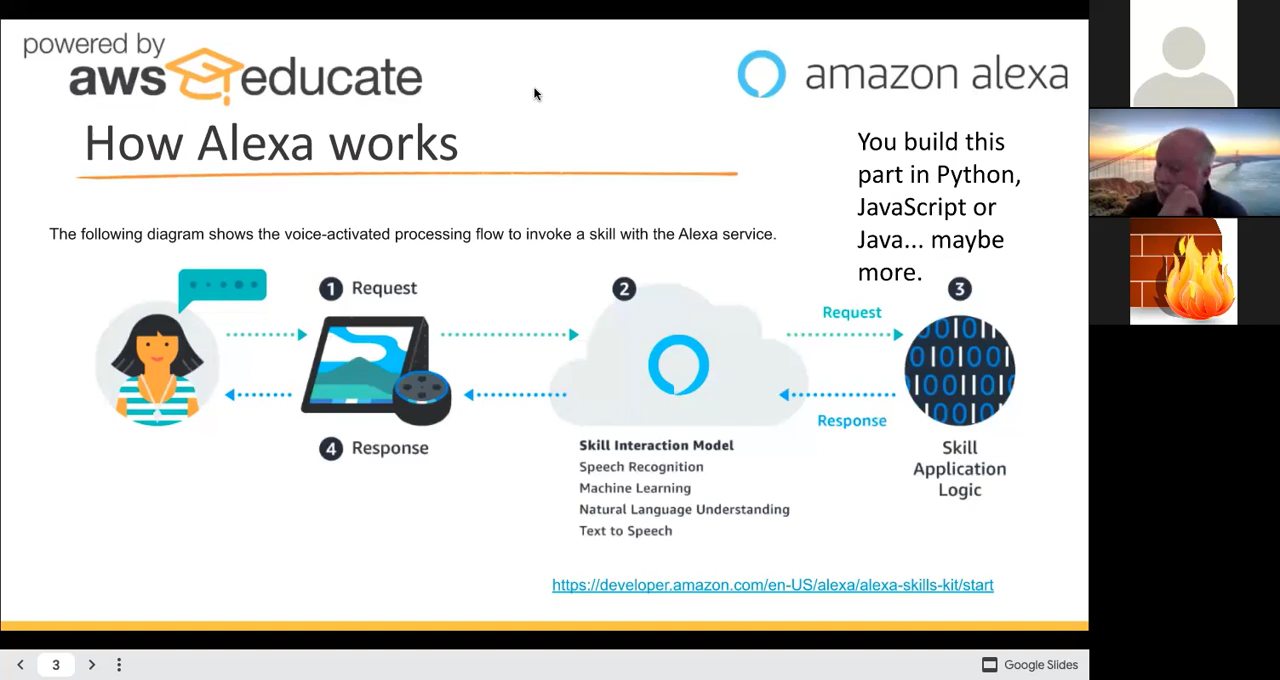 powered by
aws educate
amazon alexa
How Alexa works
You build this
part in Python,
JavaScript or
Java... maybe
more.
The following diagram shows the voice-activated processing flow to invoke a skill with the Alexa service.
1 Request
2
3
Request
Response
4 Response
Skill Interaction Model
Speech Recognition
Machine Learning
Natural Language Understanding
Text to Speech
Skill
Application
Logic
https://developer.amazon.com/en-US/alexa/alexa-skills-kit/start
3
Google Slides